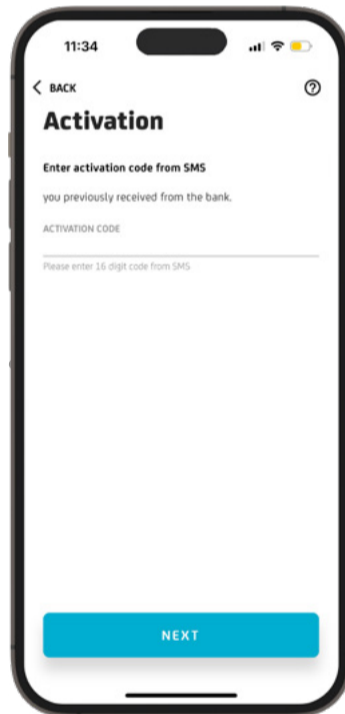 11:34
BACK
Activation
Enter activation code from SMS
you previously received from the bank.
ACTIVATION CODE
Please enter 16 digit code from SMS
NEXT